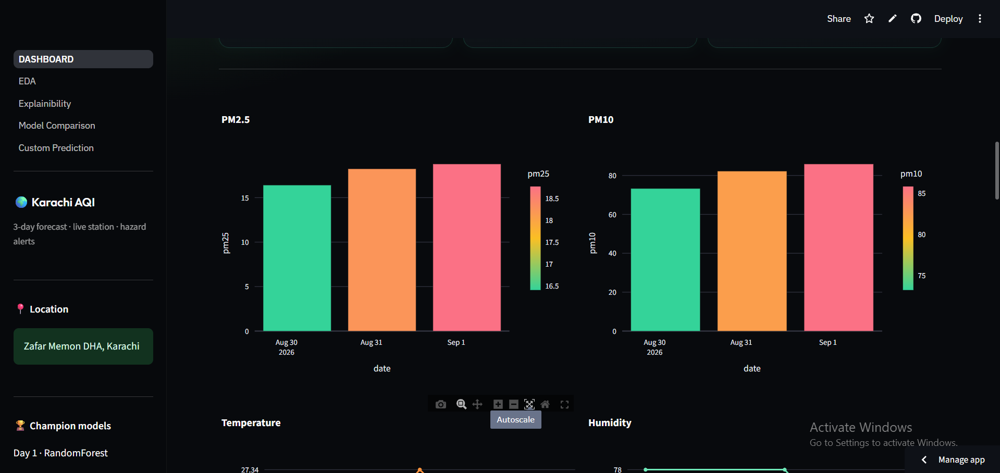 Share
Deploy
DASHBOARD
EDA
Explainibility
Model Comparison
Custom Prediction
Karachi AQI
3-day forecast · live station · hazard
alerts
Location
Zafar Memon DHA, Karachi
Champion models
Day 1 · RandomForest
PM2.5
pm25
15
10
5
0
Aug 30
2026
Aug 31
Sep 1
date
pm25
18.5
18
17.5
17
16.5
PM10
pm10
80
60
40
20
0
Aug 30
2026
Aug 31
Sep 1
date
pm10
85
80
75
Autoscale
Temperature
27.34
Humidity
78
Activate Windows
Go to Settings to activate Windows.
Manage app